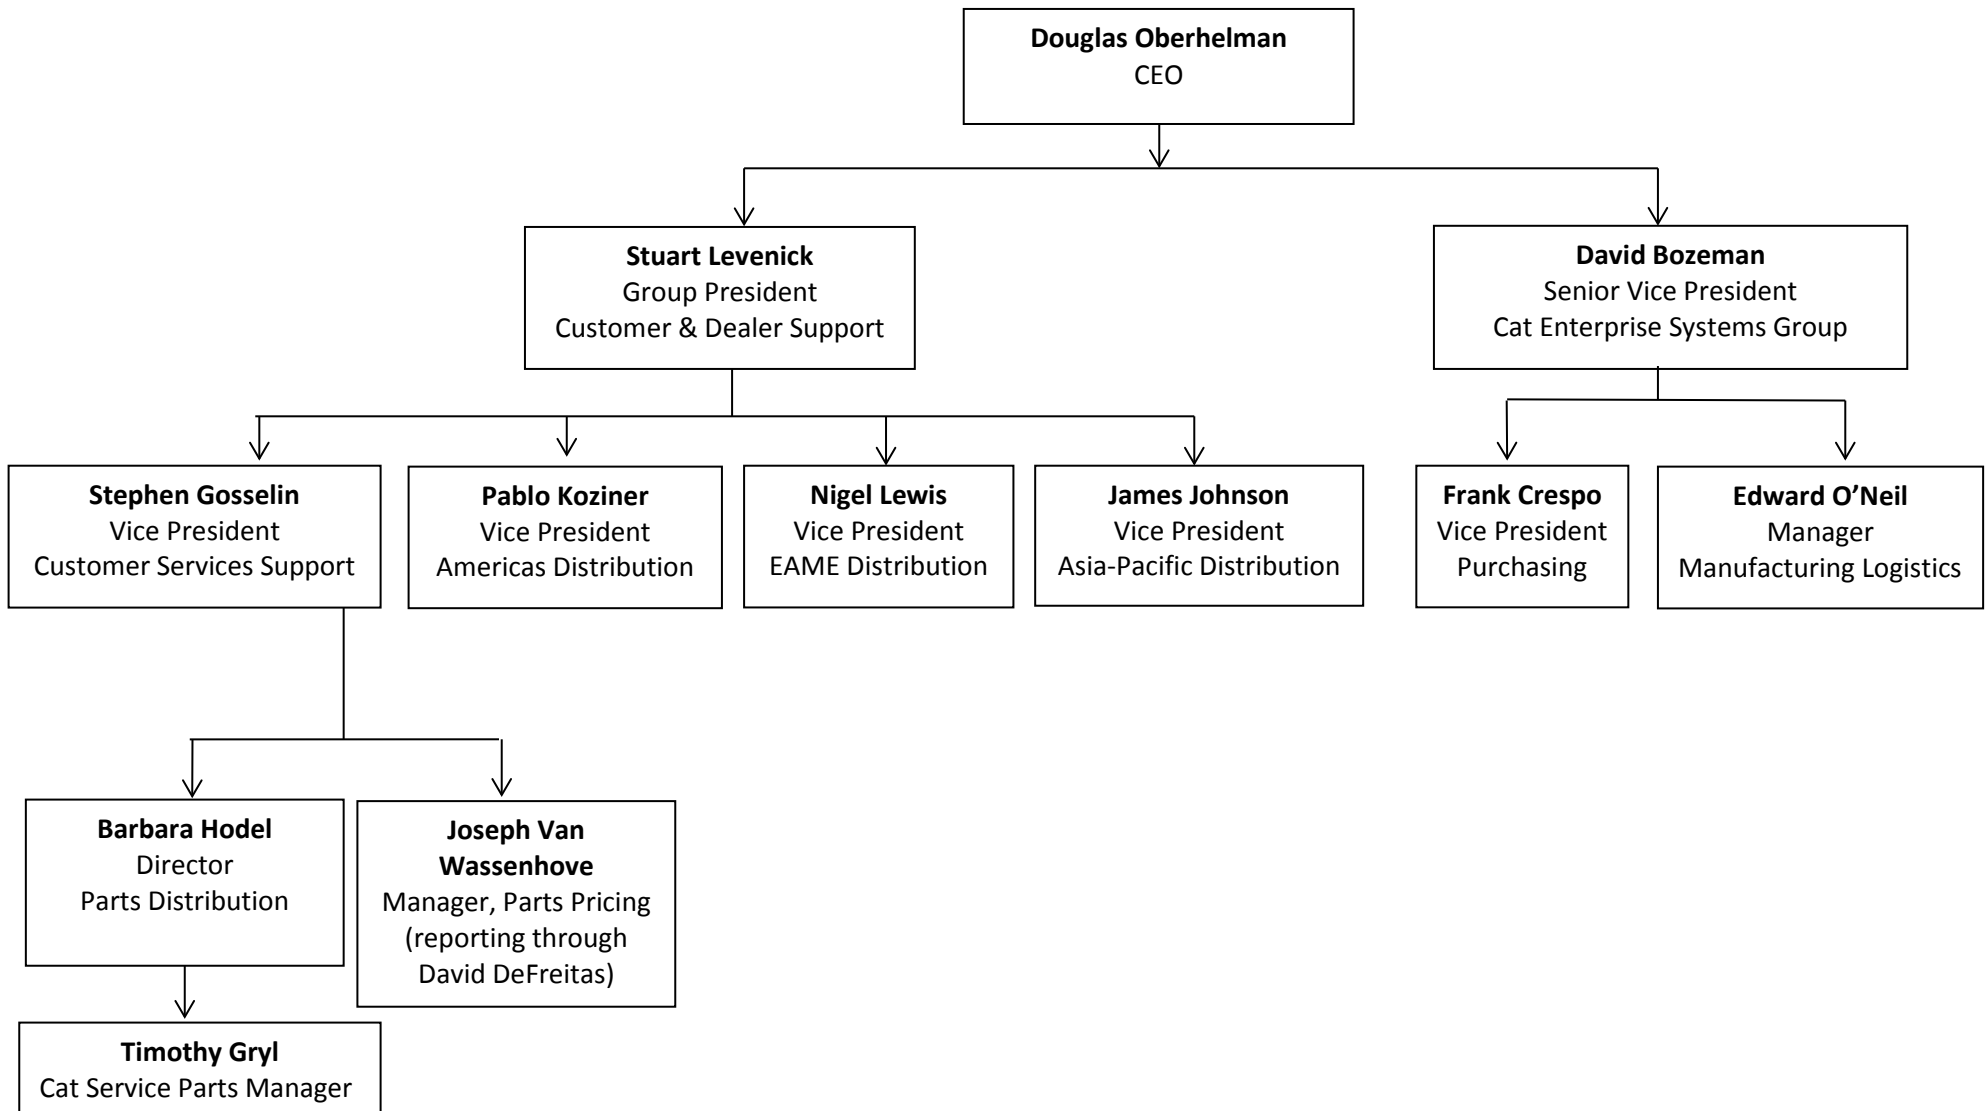 Douglas Oberhelman
CEO
Stuart Levenick
Group President
Customer & Dealer Support
David Bozeman
Senior Vice President
Cat Enterprise Systems Group
Stephen Gosselin
Vice President
Customer Services Support
Pablo Koziner
Vice President
Americas Distribution
Nigel Lewis
Vice President
EAME Distribution
James Johnson
Vice President
Asia-Pacific Distribution
Frank Crespo
Vice President
Purchasing
Edward O’Neil
Manager
Manufacturing Logistics
Barbara Hodel
Director
Parts Distribution
Joseph Van
Wassenhove
Manager, Parts Pricing
(reporting through
David DeFreitas)
Timothy Gryl
Cat Service Parts Manager